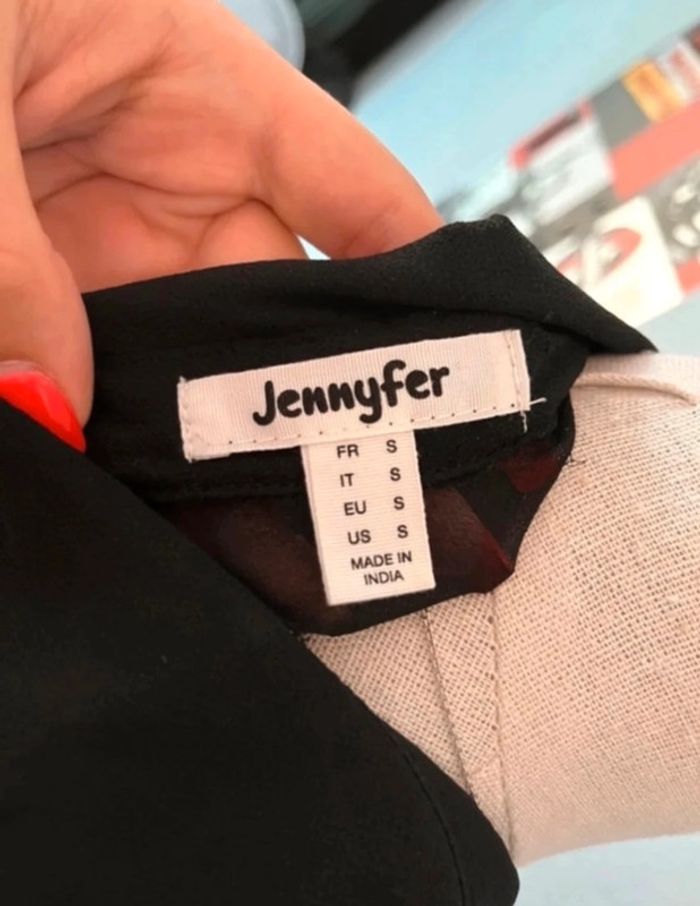 Jennyfer
FR S
IT S
EU S
US S
MADE IN
INDIA